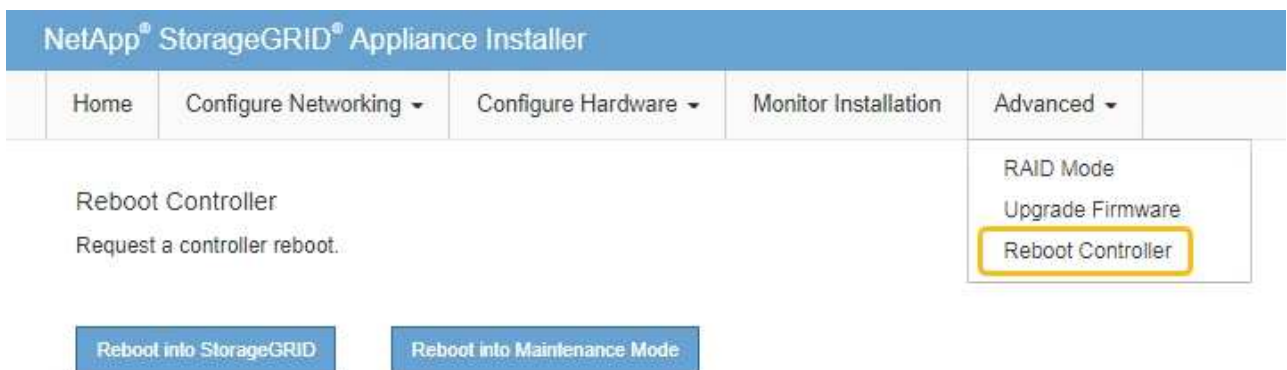 NetApp® StorageGRID® Appliance Installer
Home Configure Networking Configure Hardware Monitor Installation Advanced
RAID Mode
Upgrade Firmware
Reboot Controller
Reboot Controller
Request a controller reboot.
Reboot into StorageGRID Reboot into Maintenance Mode